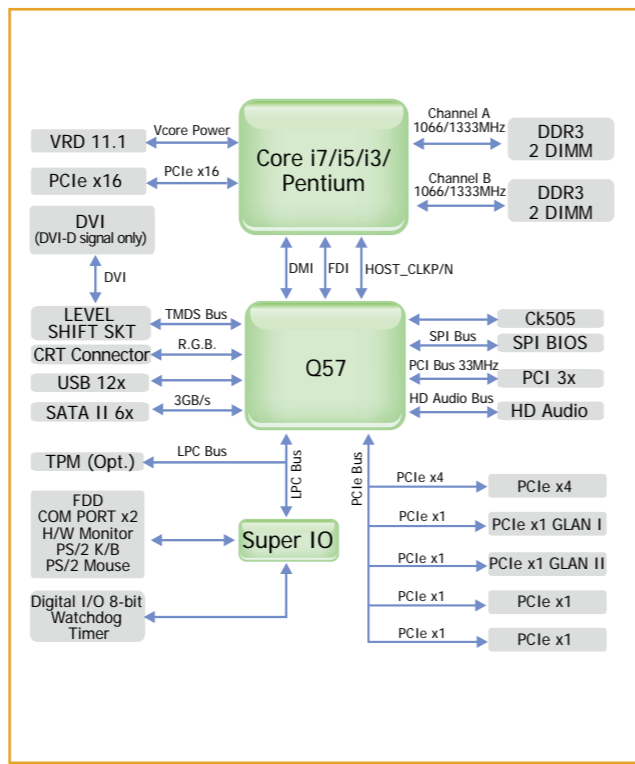 Core i7/i5/i3/
Pentium
Vcore Power
VRD 11.1
PCIe x16
PCIe x16
Channel A
1066/1333MHz
DDR3
2 DIMM
Channel B
1066/1333MHz
DDR3
2 DIMM
DVI
(DVI-D signal only)
DVI
DMI
FDI
HOST_CLKP/N
LEVEL
SHIFT SKT
TMDS Bus
CRT Connector
R.G.B.
USB 12x
SATA II 6x
3GB/s
Q57
Ck505
SPI Bus
SPI BIOS
PCI Bus 33MHz
PCI 3x
HD Audio Bus
HD Audio
TPM (Opt.)
LPC Bus
LPC Bus
PCIe Bus
FDD
COM PORT x2
H/W Monitor
PS/2 K/B
PS/2 Mouse
Super IO
Digital I/O 8-bit
Watchdog
Timer
PCIe x4
PCIe x4
PCIe x1
PCIe x1 GLAN I
PCIe x1
PCIe x1 GLAN II
PCIe x1
PCIe x1
PCIe x1
PCIe x1